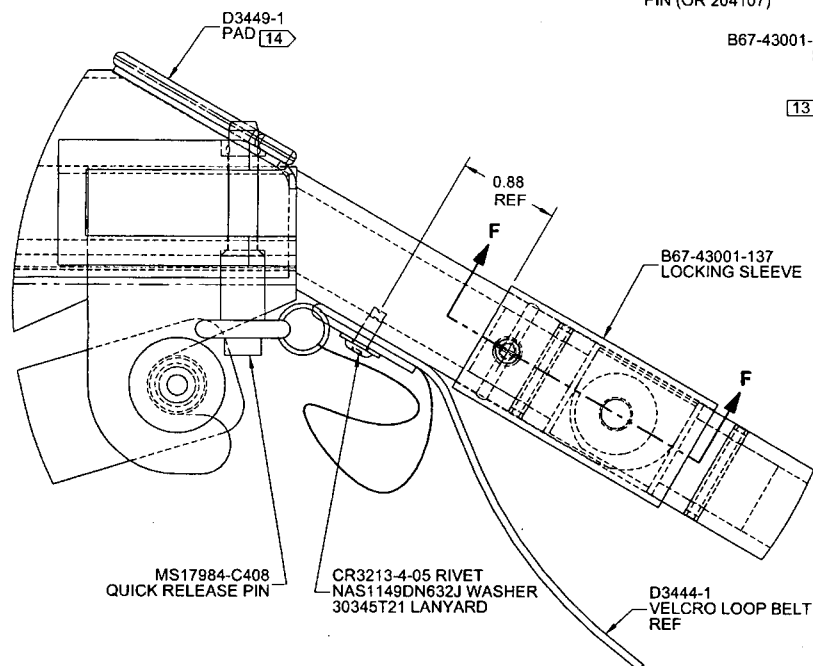 PIN (OR 204107)
D3449-1
PAD 14
B67-43001-
13
0.88
REF
F
B67-43001-137
LOCKING SLEEVE
F
MS17984-C408
QUICK RELEASE PIN
CR3213-4-05 RIVET
NAS1149DN632J WASHER
30345T21 LANYARD
D3444-1
VELCRO LOOP BELT
REF